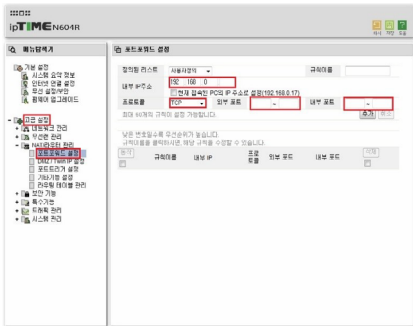 ipTIME N604R
메뉴탐색기
포트포워드 설정
기본 설정
시스템 요약 정보
인터넷 연결 설정
무선 설정/보안
펌웨어 업그레이드
고급 설정
네트워크 관리
무선랜 관리
NAT/라우터 관리
포트포워드 설정
DMZ/Twin IP 설정
포트트리거 설정
기타기능 설정
라우팅 테이블 관리
보안 기능
특수기능
트래픽 관리
시스템 관리
정의된 리스트 사용자정의 규칙이름
내부 IP주소 192 168 0
현재 접속된 PC의 IP 주소로 설정(192.168.0.17)
프로토콜 TCP 외부 포트 ~ 내부 포트 ~
최대 60개의 규칙이 설정 가능합니다. 추가 취소
낮은 번호일수록 우선순위가 높습니다.
규칙이름을 클릭하시면, 해당 규칙을 수정할 수 있습니다.
규칙이름 내부 IP 프로토콜 외부 포트 내부 포트 삭제